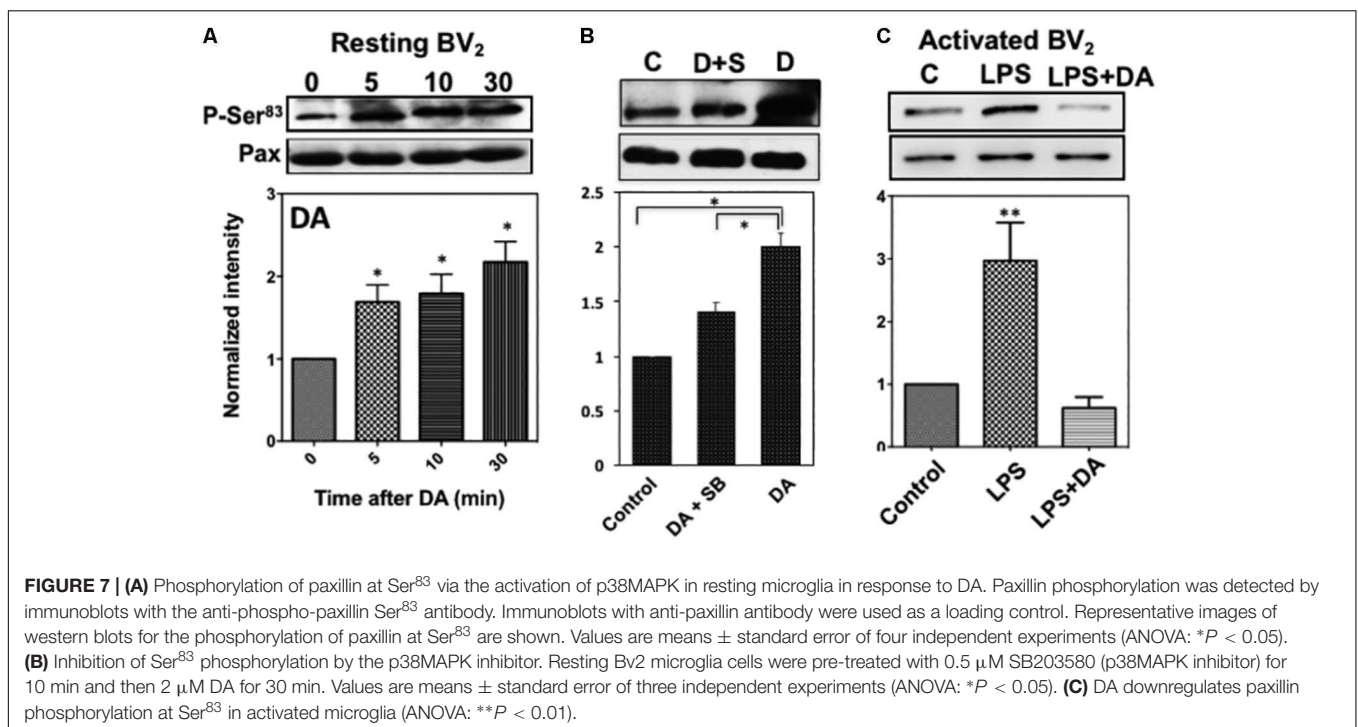 A
Resting BV₂
0 5 10 30
P-Ser⁸³
Pax
Normalized intensity
3
2
1
0
DA
* * *
0 5 10 30
Time after DA (min)
B
C D+S D
2.5
2
1.5
1
0.5
0
*
*
Control DA + SB DA
C
Activated BV₂
C LPS LPS+DA
4
3
2
1
0
**
Control LPS LPS+DA
FIGURE 7 | (A) Phosphorylation of paxillin at Ser⁸³ via the activation of p38MAPK in resting microglia in response to DA. Paxillin phosphorylation was detected by
immunoblots with the anti-phospho-paxillin Ser⁸³ antibody. Immunoblots with anti-paxillin antibody were used as a loading control. Representative images of
western blots for the phosphorylation of paxillin at Ser⁸³ are shown. Values are means ± standard error of four independent experiments (ANOVA: *P < 0.05).
(B) Inhibition of Ser⁸³ phosphorylation by the p38MAPK inhibitor. Resting Bv2 microglia cells were pre-treated with 0.5 μM SB203580 (p38MAPK inhibitor) for
10 min and then 2 μM DA for 30 min. Values are means ± standard error of three independent experiments (ANOVA: *P < 0.05). (C) DA downregulates paxillin
phosphorylation at Ser⁸³ in activated microglia (ANOVA: **P < 0.01).